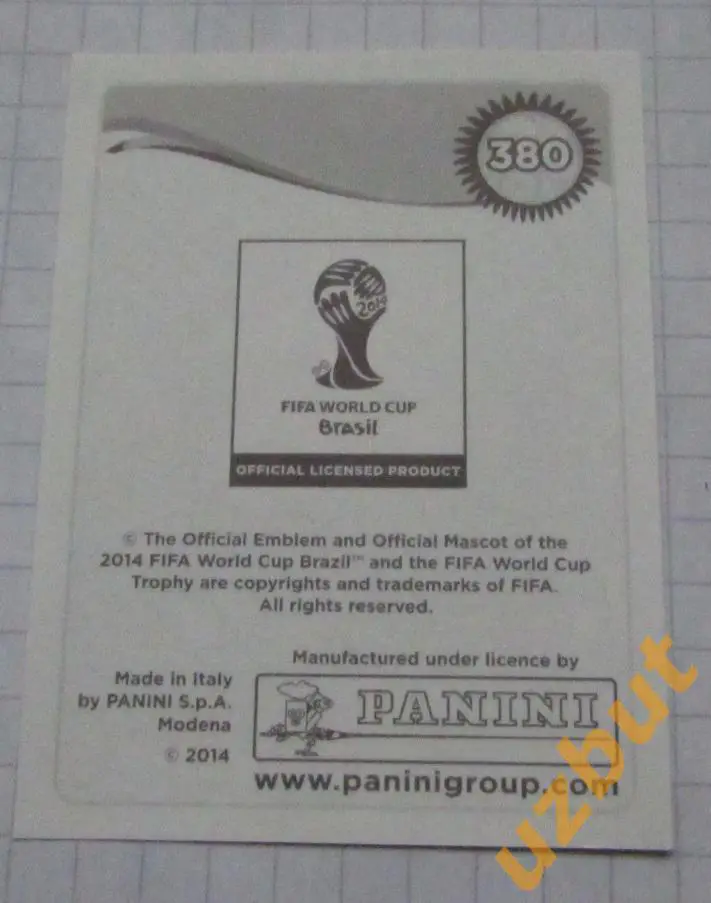 380
2014
FIFA WORLD CUP
Brasil
OFFICIAL LICENSED PRODUCT
© The Official Emblem and Official Mascot of the
2014 FIFA World Cup Brazil™ and the FIFA World Cup
Trophy are copyrights and trademarks of FIFA.
All rights reserved.
Manufactured under licence by
Made in Italy
by PANINI S.p.A.
Modena
© 2014
PANINI
www.paninigroup.com
uzbut